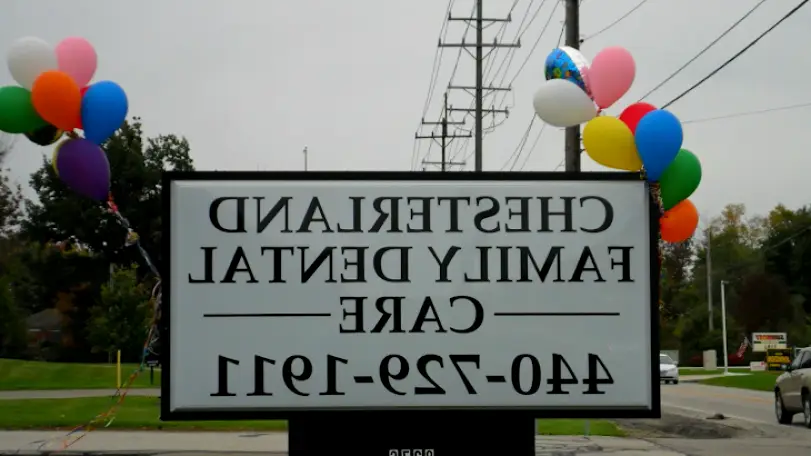 CHESTERLAND
FAMILY DENTAL
CARE
440-729-1911